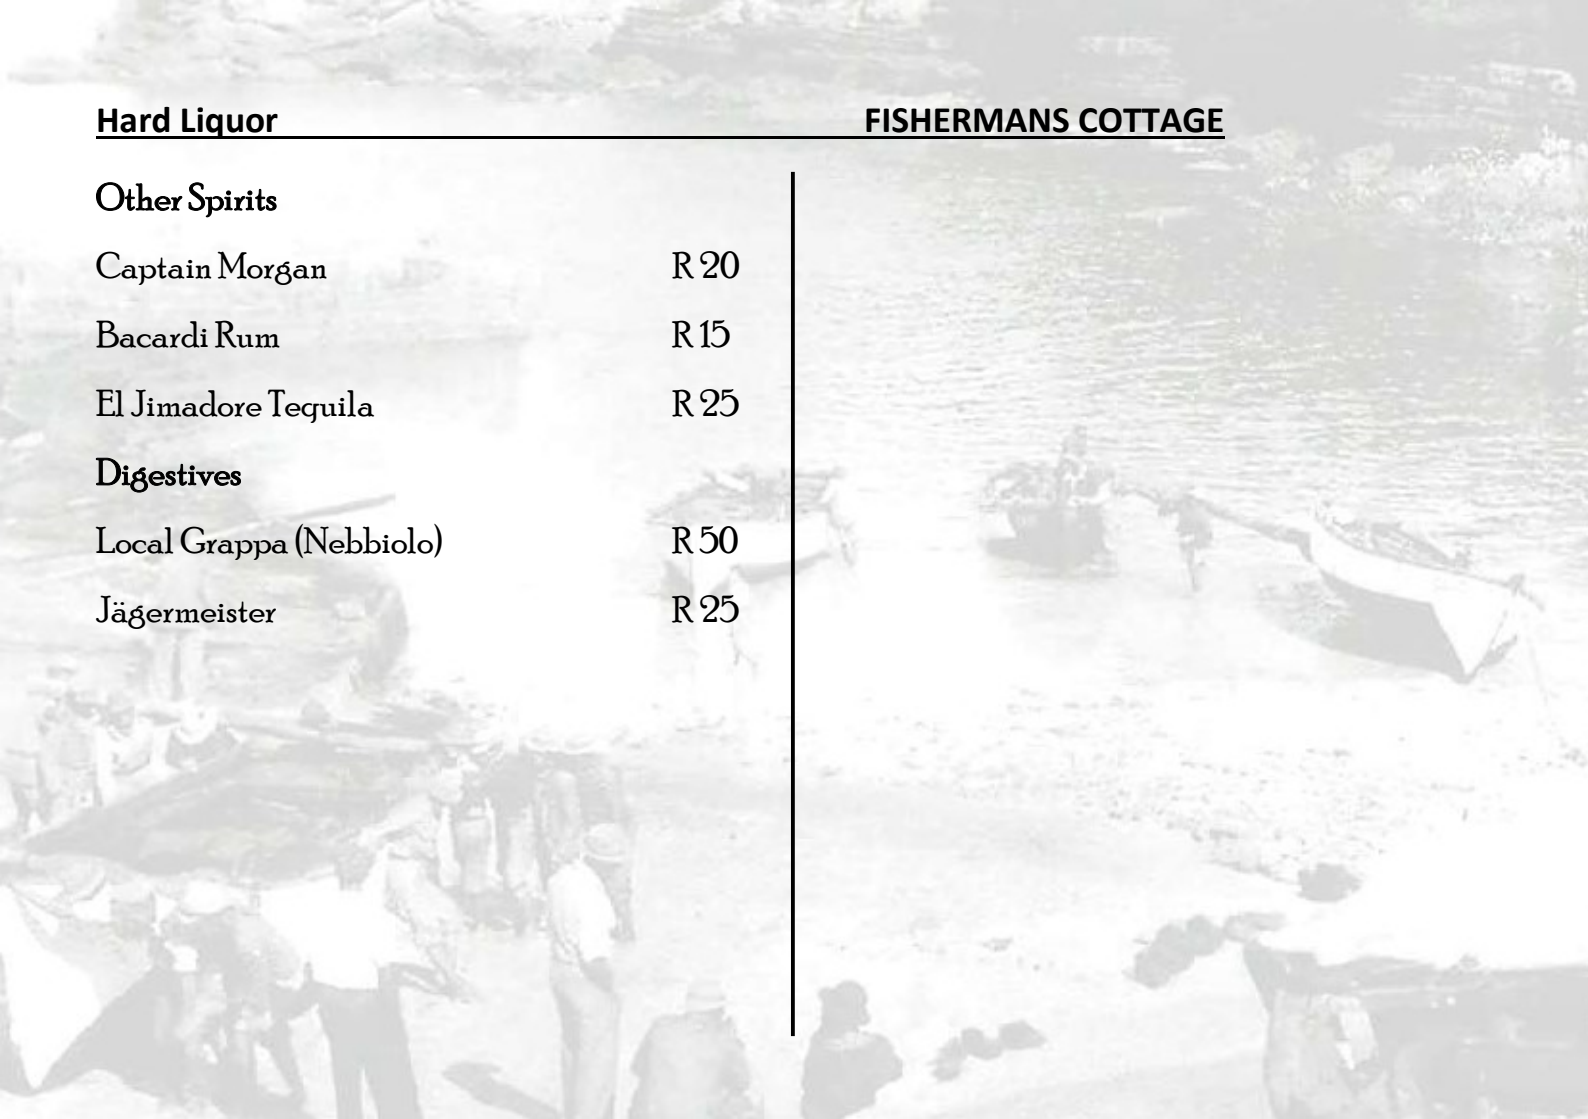 Hard Liquor FISHERMANS COTTAGE
Other Spirits
Captain Morgan R 20
Bacardi Rum R 15
El Jimadore Tequila R 25
Digestives
Local Grappa (Nebbiolo) R 50
Jägermeister R 25